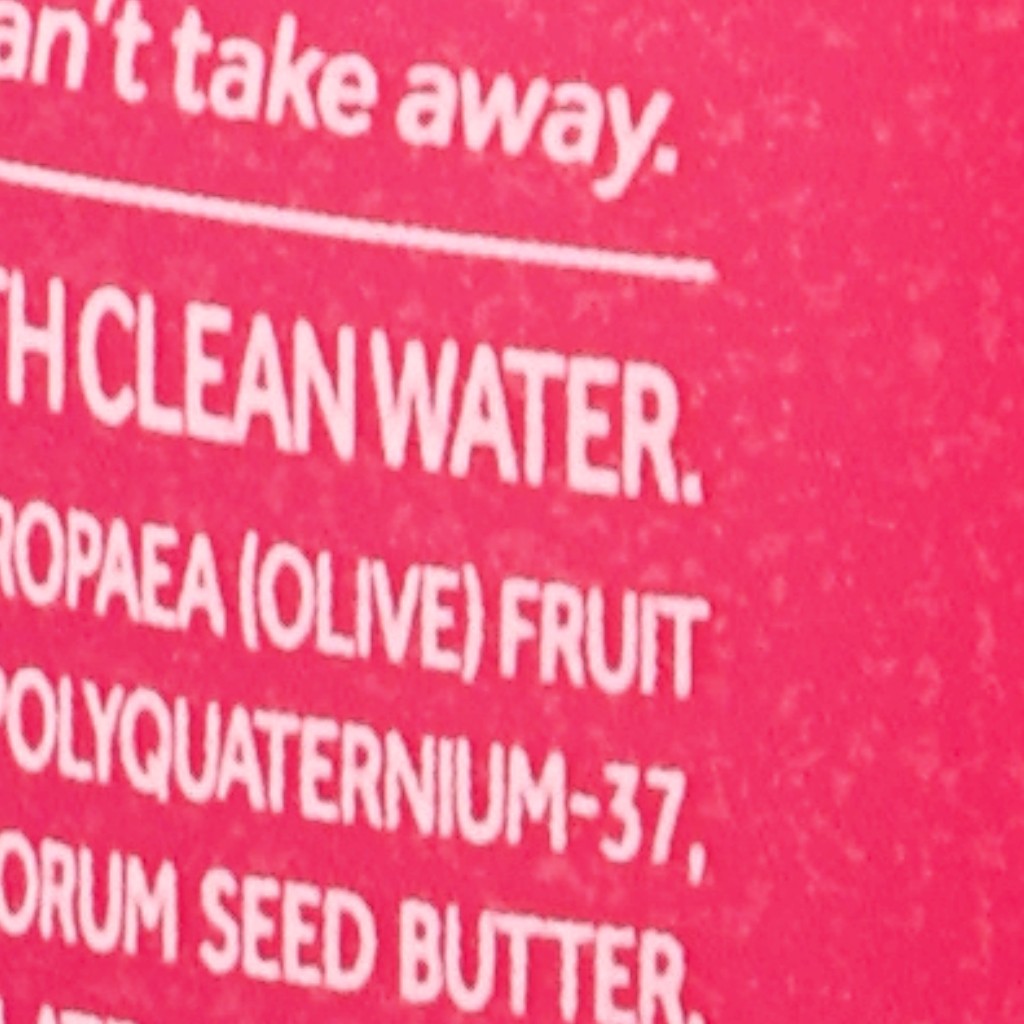 an't take away.
TH CLEAN WATER.
ROPAEA (OLIVE) FRUIT
POLYQUATERNIUM-37,
ORUM SEED BUTTER,